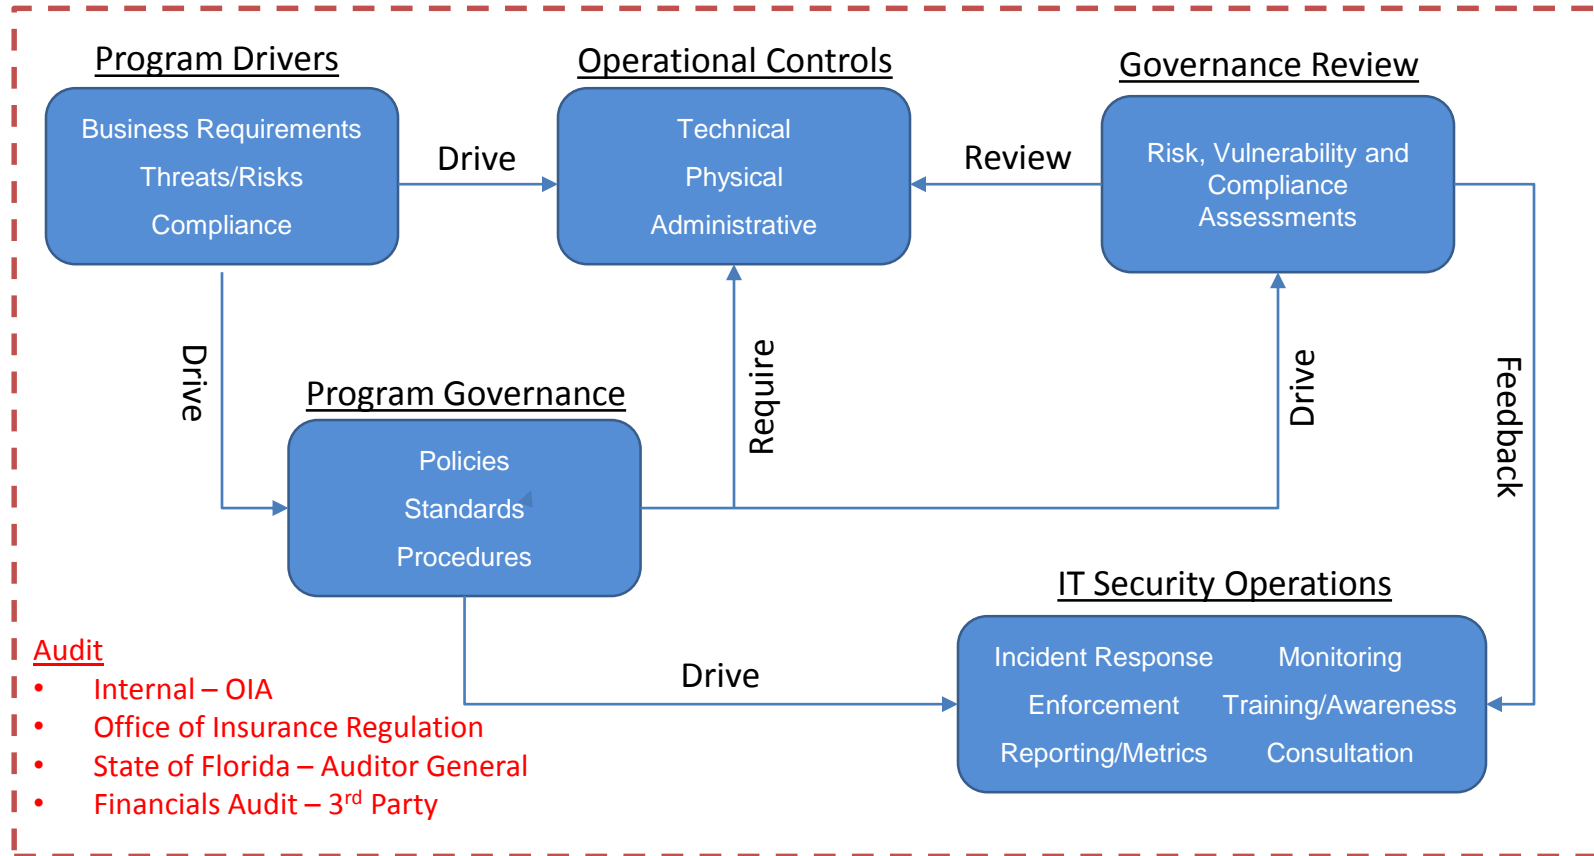 Program Drivers
Business Requirements
Threats/Risks
Compliance
Drive
Operational Controls
Technical
Physical
Administrative
Review
Governance Review
Risk, Vulnerability and
Compliance
Assessments
Drive
Program Governance
Policies
Standards
Procedures
Require
Drive
Feedback
Drive
IT Security Operations
Incident Response
Monitoring
Enforcement
Training/Awareness
Reporting/Metrics
Consultation
Audit
• Internal – OIA
• Office of Insurance Regulation
• State of Florida – Auditor General
• Financials Audit – 3rd Party